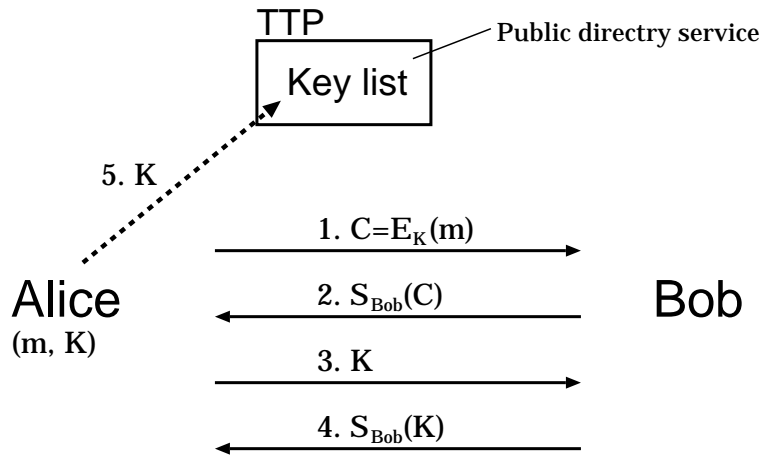 TTP
Public directry service
Key list
5. K
1. C=E_K(m)
Alice
(m, K)
2. S_Bob(C)
Bob
3. K
4. S_Bob(K)